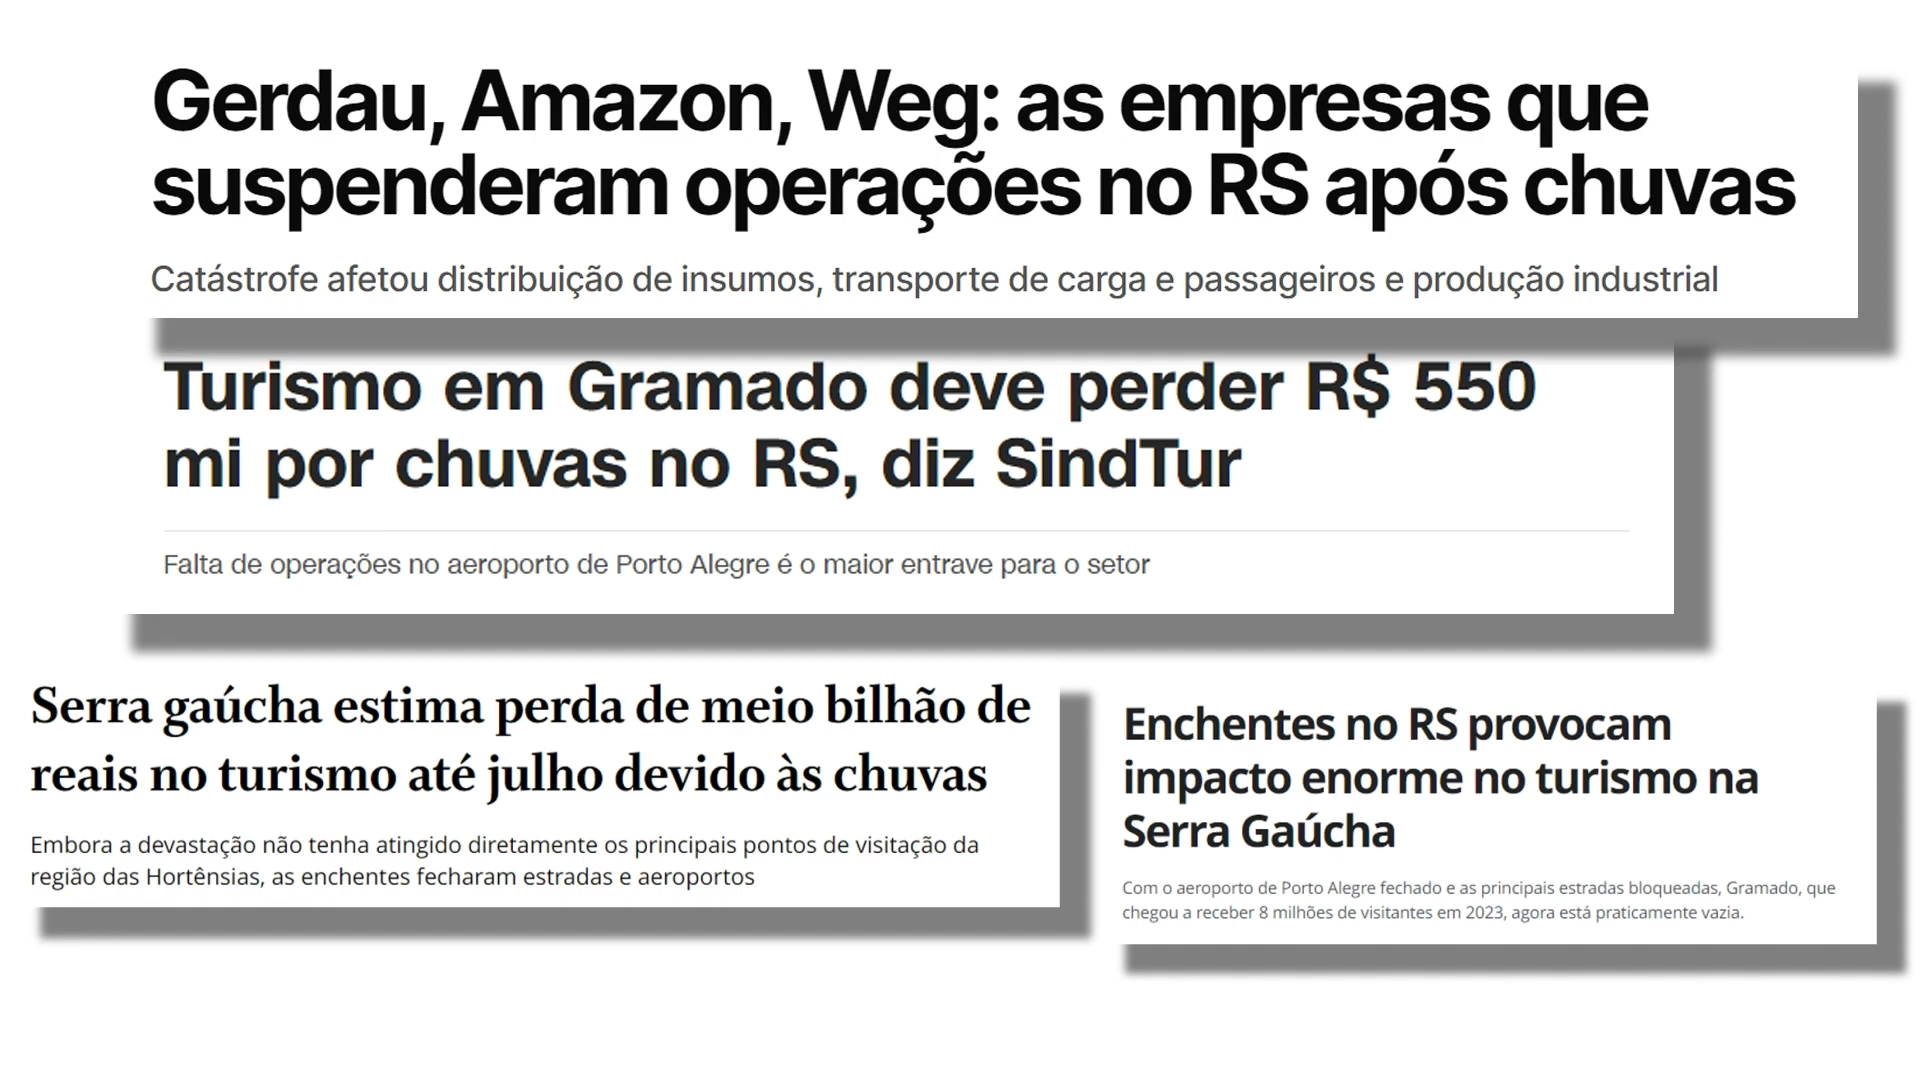 Gerdau, Amazon, Weg: as empresas que
suspenderam operações no RS após chuvas
Catástrofe afetou distribuição de insumos, transporte de carga e passageiros e produção industrial
Turismo em Gramado deve perder R$ 550
mi por chuvas no RS, diz SindTur
Falta de operações no aeroporto de Porto Alegre é o maior entrave para o setor
Serra gaúcha estima perda de meio bilhão de
reais no turismo até julho devido às chuvas
Embora a devastação não tenha atingido diretamente os principais pontos de visitação da
região das Hortênsias, as enchentes fecharam estradas e aeroportos
Enchentes no RS provocam
impacto enorme no turismo na
Serra Gaúcha
Com o aeroporto de Porto Alegre fechado e as principais estradas bloqueadas, Gramado, que
chegou a receber 8 milhões de visitantes em 2023, agora está praticamente vazia.